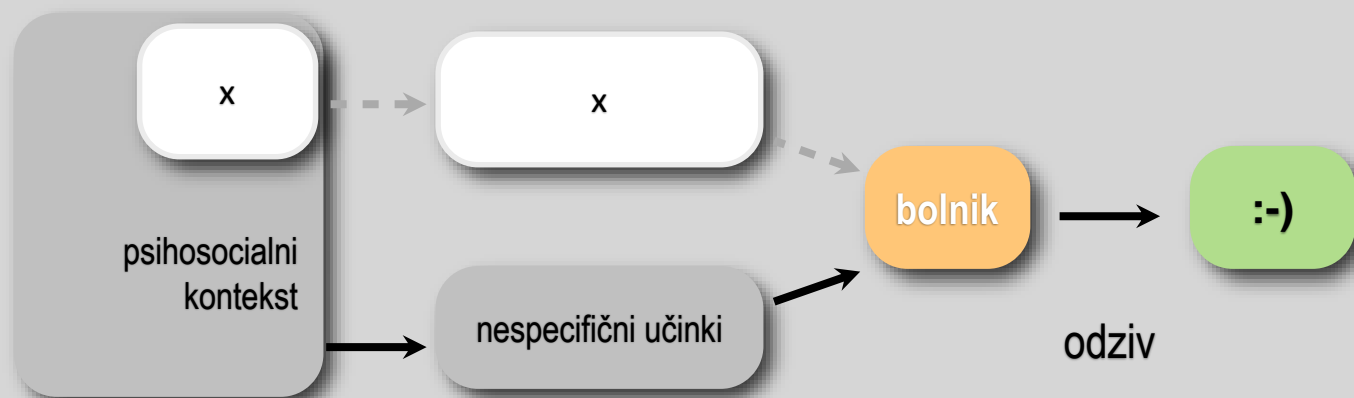 x
x
psihosocialni
kontekst
nespecifični učinki
bolnik
:-)
odziv